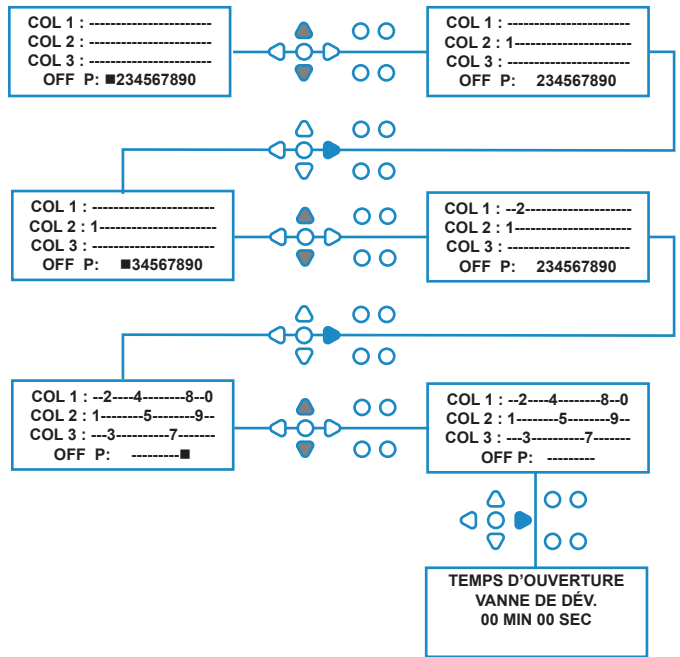 COL 1 : -----------------------
COL 2 : -----------------------
COL 3 : -----------------------
OFF P: ■234567890
COL 1 : -----------------------
COL 2 : 1----------------------
COL 3 : -----------------------
OFF P: 234567890
COL 1 : -----------------------
COL 2 : 1----------------------
COL 3 : -----------------------
OFF P: ■34567890
COL 1 : --2--------------------
COL 2 : 1----------------------
COL 3 : -----------------------
OFF P: 234567890
COL 1 : --2----4--------8--0
COL 2 : 1--------5--------9--
COL 3 : ---3----------7-------
OFF P: ---------■
COL 1 : --2----4--------8--0
COL 2 : 1--------5--------9--
COL 3 : ---3----------7-------
OFF P: ---------
TEMPS D'OUVERTURE
VANNE DE DÉV.
00 MIN 00 SEC